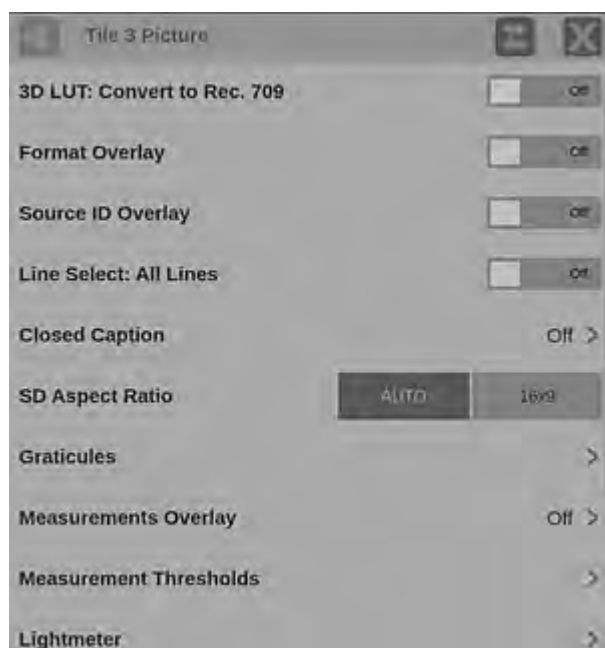 Tile 3 Picture
3D LUT: Convert to Rec. 709 Off
Format Overlay Off
Source ID Overlay Off
Line Select: All Lines Off
Closed Caption Off >
SD Aspect Ratio AUTO 16x9
Graticules >
Measurements Overlay Off >
Measurement Thresholds >
Lightmeter >